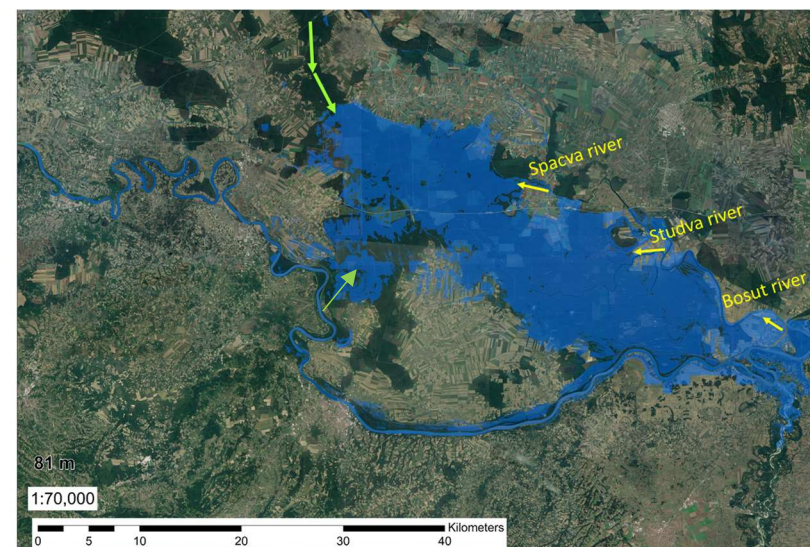 Spacva river
Studva river
Bosut river
81 m
1:70,000
Kilometers
0 5 10 20 30 40